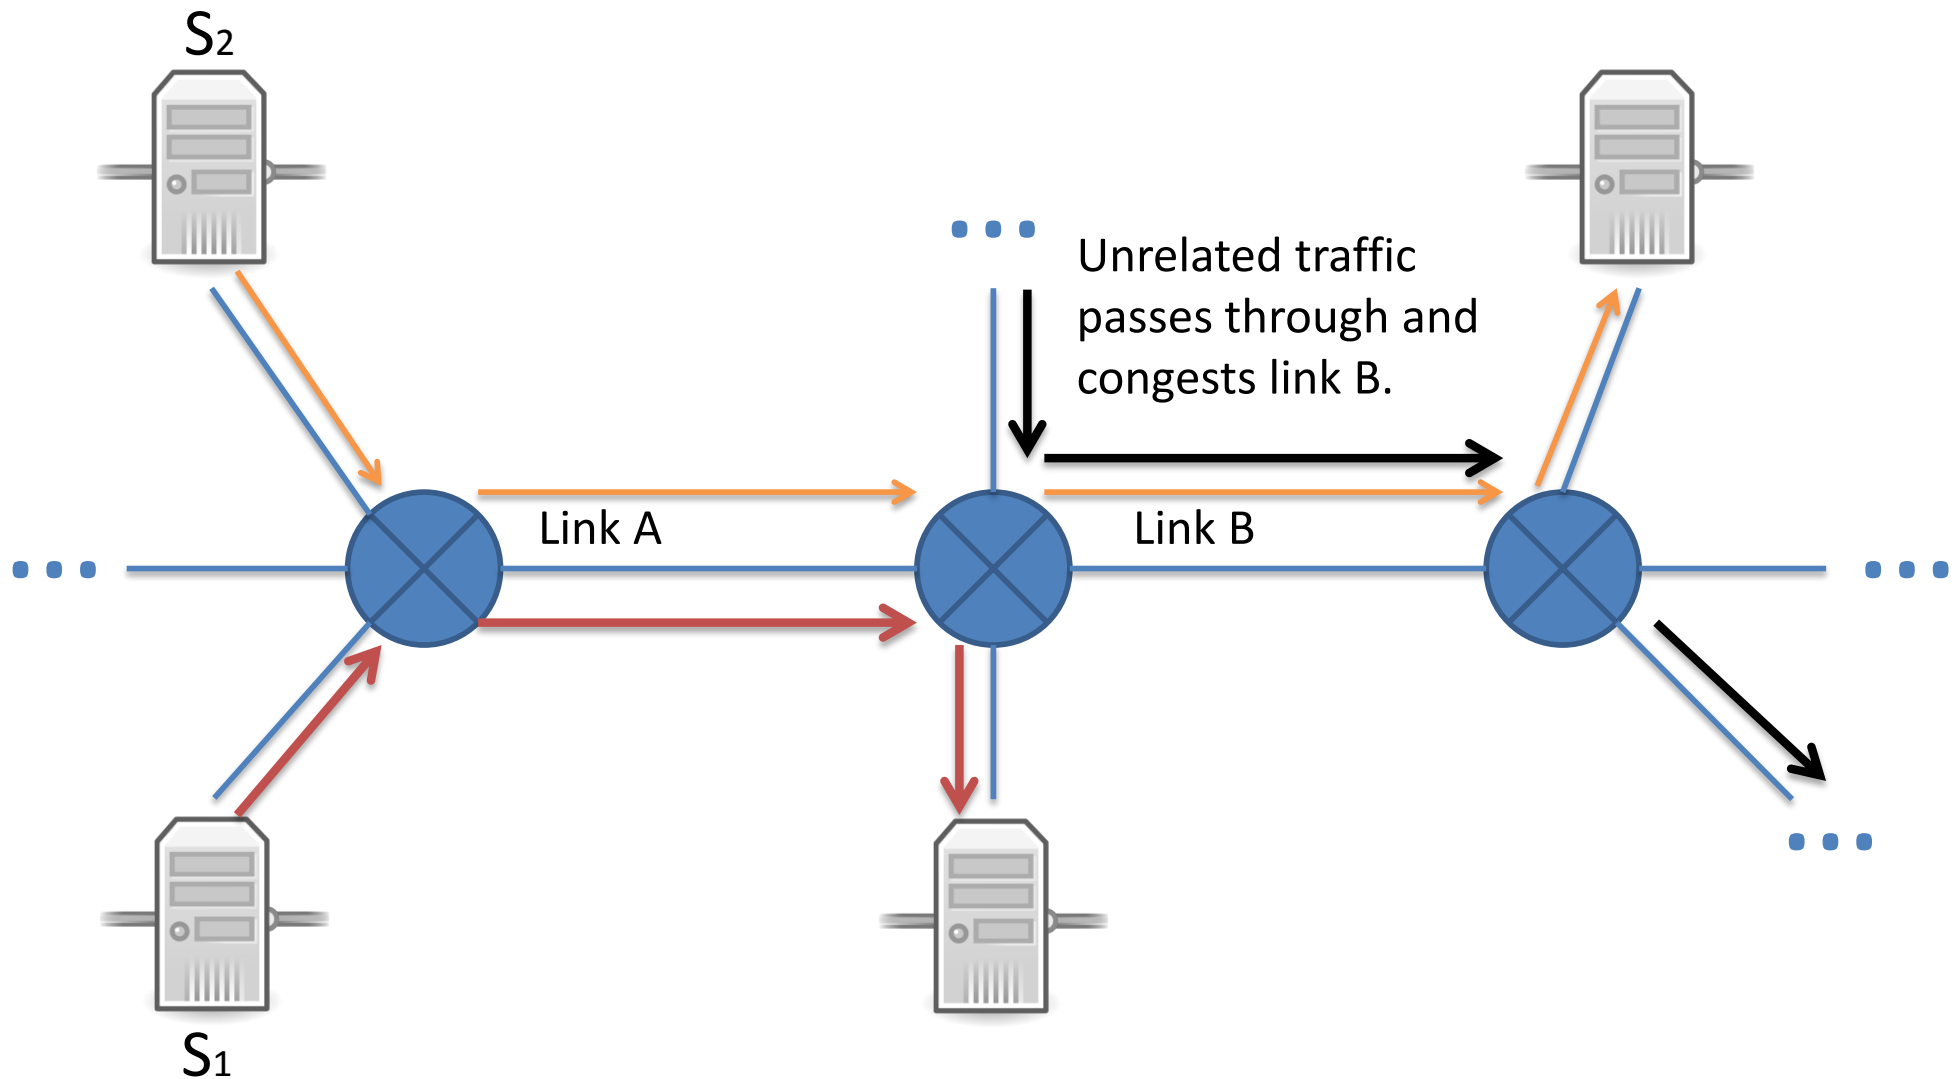 S2
Unrelated traffic
passes through and
congests link B.
Link A
Link B
S1